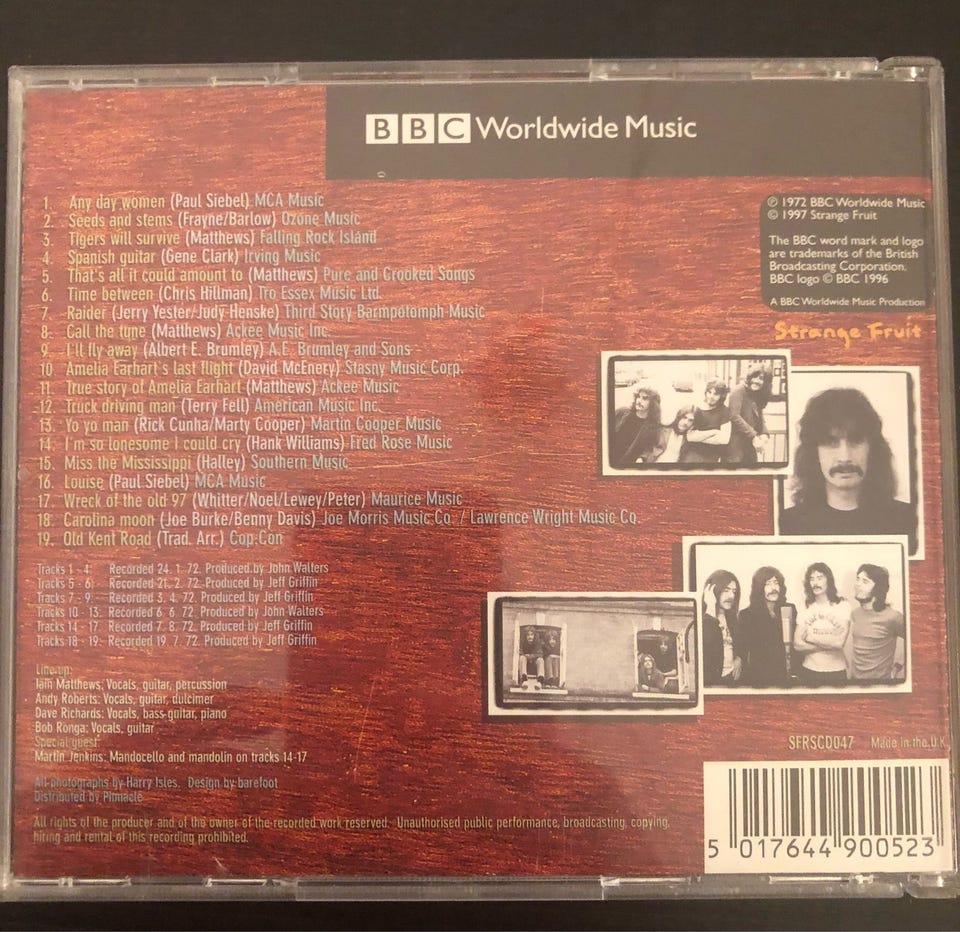 BBC Worldwide Music
1. Any day women (Paul Siebel) MCA Music
2. Seeds and stems (Frayne/Barlow) Ozone Music
3. Tigers will survive (Matthews) Falling Rock Island
4. Spanish guitar (Gene Clark) Irving Music
5. That's all it could amount to (Matthews) Pure and Crooked Songs
6. Time between (Chris Hillman) Tro Essex Music Ltd.
7. Raider (Jerry Yester/Judy Henske) Third Story Barmpotomph Music
8. Call the tune (Matthews) Ackee Music Inc.
9. I'll fly away (Albert E. Brumley) A.E. Brumley and Sons
10. Amelia Earhart's last flight (David McEnery) Stasny Music Corp.
11. True story of Amelia Earhart (Matthews) Ackee Music
12. Truck driving man (Terry Fell) American Music Inc.
13. Yo yo man (Rick Cunha/Marty Cooper) Martin Cooper Music
14. I'm so lonesome I could cry (Hank Williams) Fred Rose Music
15. Miss the Mississippi (Halley) Southern Music
16. Louise (Paul Siebel) MCA Music
17. Wreck of the old 97 (Whitter/Noel/Lewey/Peter) Maurice Music
18. Carolina moon (Joe Burke/Benny Davis) Joe Morris Music Co. / Lawrence Wright Music Co.
19. Old Kent Road (Trad. Arr.) Cop.Con
Tracks 1 - 4: Recorded 24. 1. 72. Produced by John Walters
Tracks 5 - 6: Recorded 21. 2. 72. Produced by Jeff Griffin
Tracks 7 - 9: Recorded 3. 4. 72. Produced by Jeff Griffin
Tracks 10 - 13: Recorded 6. 6. 72. Produced by John Walters
Tracks 14 - 17: Recorded 7. 8. 72. Produced by Jeff Griffin
Tracks 18 - 19: Recorded 19. 7. 72. Produced by Jeff Griffin
Line up:
Iain Matthews: Vocals, guitar, percussion
Andy Roberts: Vocals, guitar, dulcimer
Dave Richards: Vocals, bass guitar, piano
Bob Ronga: Vocals, guitar
Special guest:
Martin Jenkins: Mandocello and mandolin on tracks 14-17
All photographs by Harry Isles. Design by barefoot
Distributed by Pinnacle
All rights of the producer and of the owner of the recorded work reserved. Unauthorised public performance, broadcasting, copying,
hiring and rental of this recording prohibited.
℗ 1972 BBC Worldwide Music
© 1997 Strange Fruit
The BBC word mark and logo
are trademarks of the British
Broadcasting Corporation.
BBC logo © BBC 1996
A BBC Worldwide Music Production
Strange Fruit
SFRSCD047 Made in the U.K
5 017644 900523